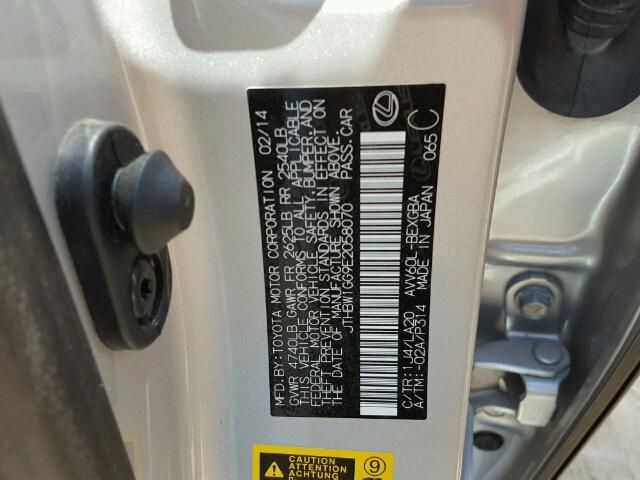 MFD.BY: TOYOTA MOTOR CORPORATION 02/14
GVWR 4740LB GAWR FR 2625LB RR 2540LB
THIS VEHICLE CONFORMS TO ALL APPLICABLE
FEDERAL MOTOR VEHICLE SAFETY, BUMPER, AND
THEFT PREVENTION STANDARDS IN EFFECT ON
THE DATE OF MANUFACTURE SHOWN ABOVE.
JTHBW1GG9E2058070 PASS.CAR
C/TR: 1J4/LA20 AVV60L-BEXGBA
A/TM: -02A/P314 MADE IN JAPAN 065 C
CAUTION
ATTENTION
ACHTUNG
9